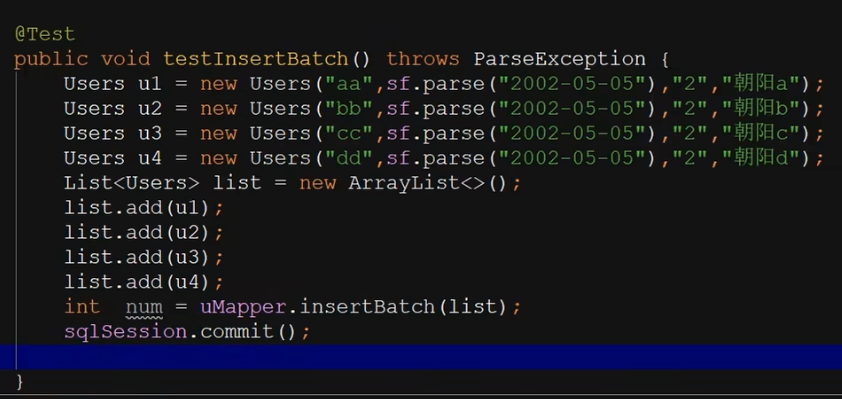 @Test
public void testInsertBatch() throws ParseException {
    Users u1 = new Users("aa",sf.parse("2002-05-05"),"2","朝阳a");
    Users u2 = new Users("bb",sf.parse("2002-05-05"),"2","朝阳b");
    Users u3 = new Users("cc",sf.parse("2002-05-05"),"2","朝阳c");
    Users u4 = new Users("dd",sf.parse("2002-05-05"),"2","朝阳d");
    List<Users> list = new ArrayList<>();
    list.add(u1);
    list.add(u2);
    list.add(u3);
    list.add(u4);
    int  num = uMapper.insertBatch(list);
    sqlSession.commit();
}